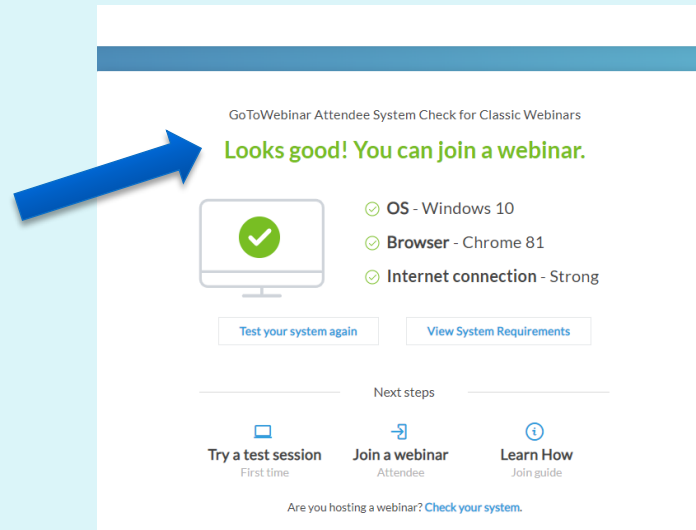 GoToWebinar Attendee System Check for Classic Webinars
Looks good! You can join a webinar.
OS - Windows 10
Browser - Chrome 81
Internet connection - Strong
Test your system again
View System Requirements
Next steps
Try a test session
First time
Join a webinar
Attendee
Learn How
Join guide
Are you hosting a webinar? Check your system.